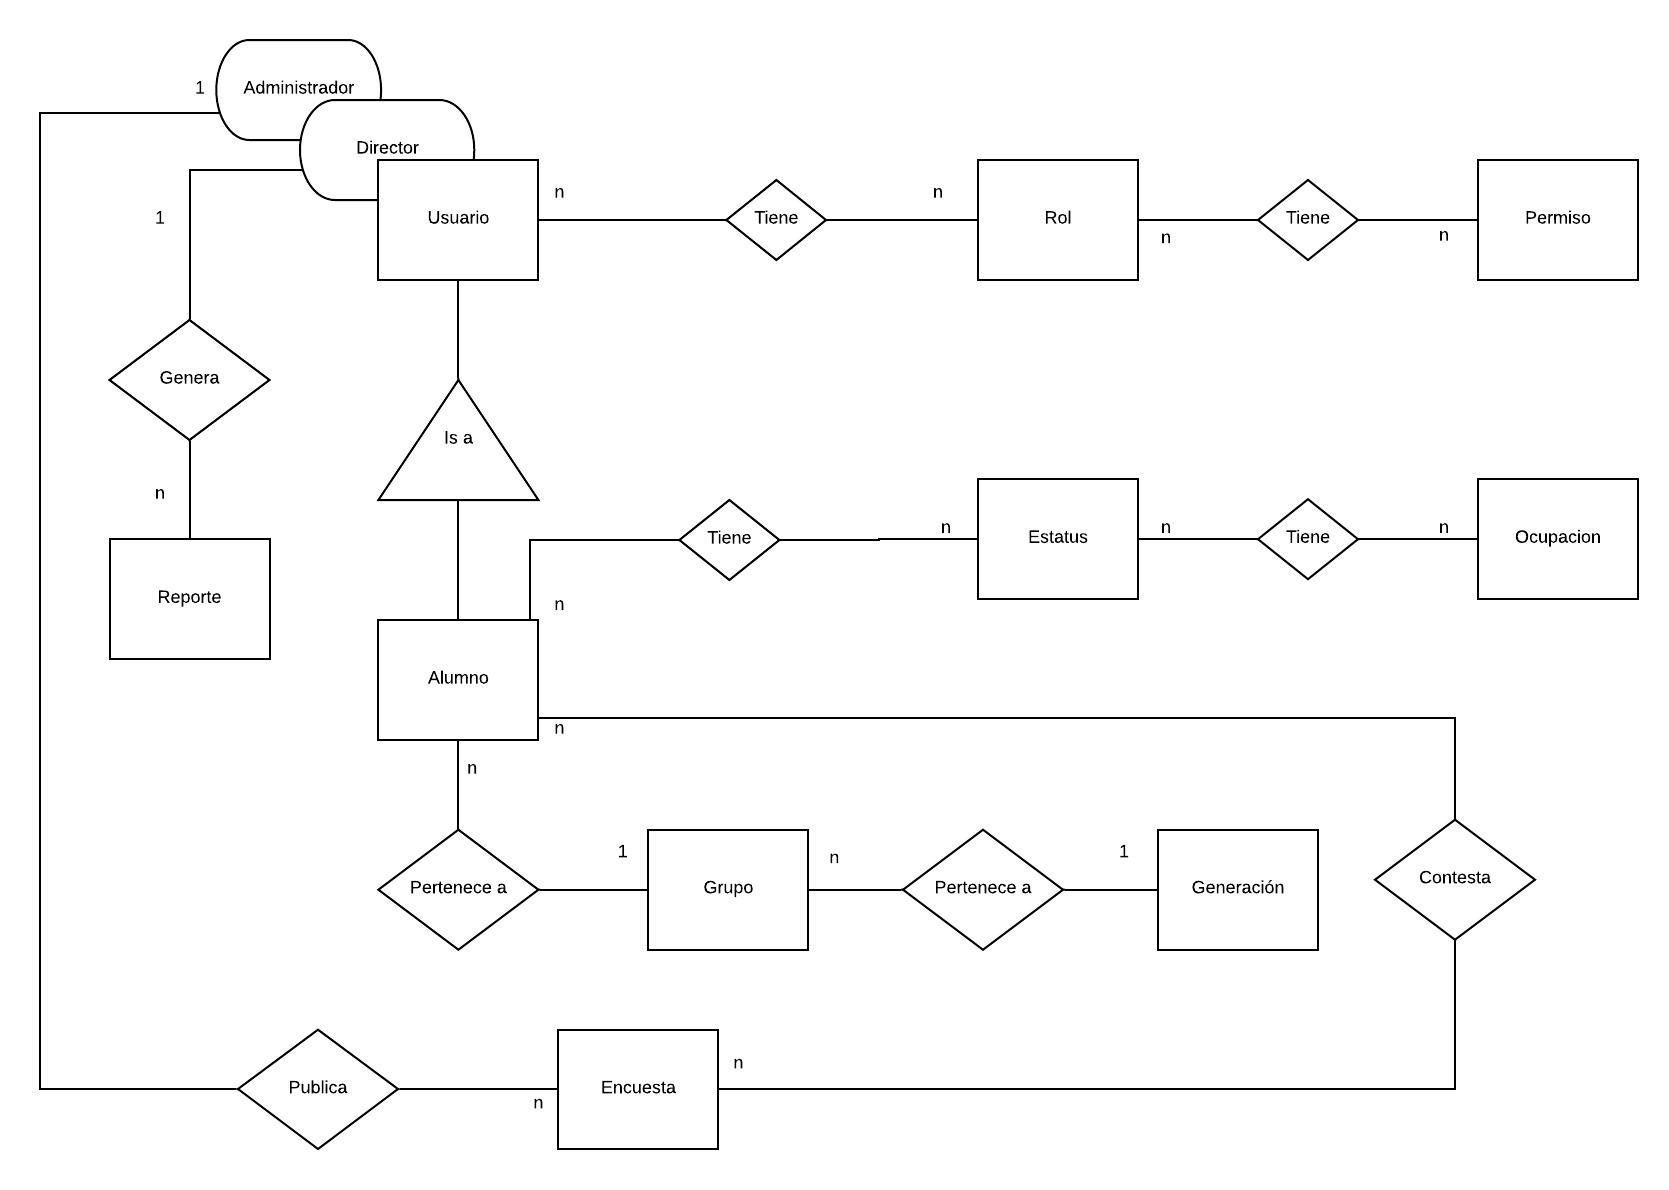 1
Administrador
Director
1
Usuario
n
Tiene
n
Rol
n
Tiene
n
Permiso
Genera
n
Reporte
Is a
Tiene
n
n
Estatus
n
Tiene
n
Ocupacion
Alumno
n
n
Pertenece a
1
Grupo
n
Pertenece a
1
Generación
Contesta
Publica
n
Encuesta
n